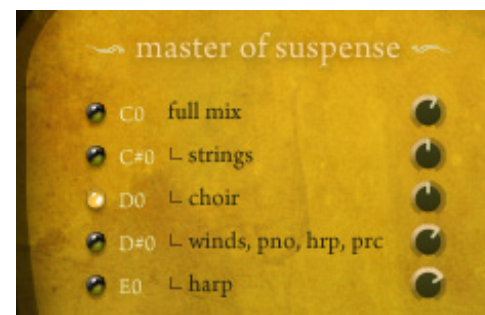 master of suspense
C0 full mix
C#0 strings
D0 choir
D#0 winds, pno, hrp, prc
E0 harp